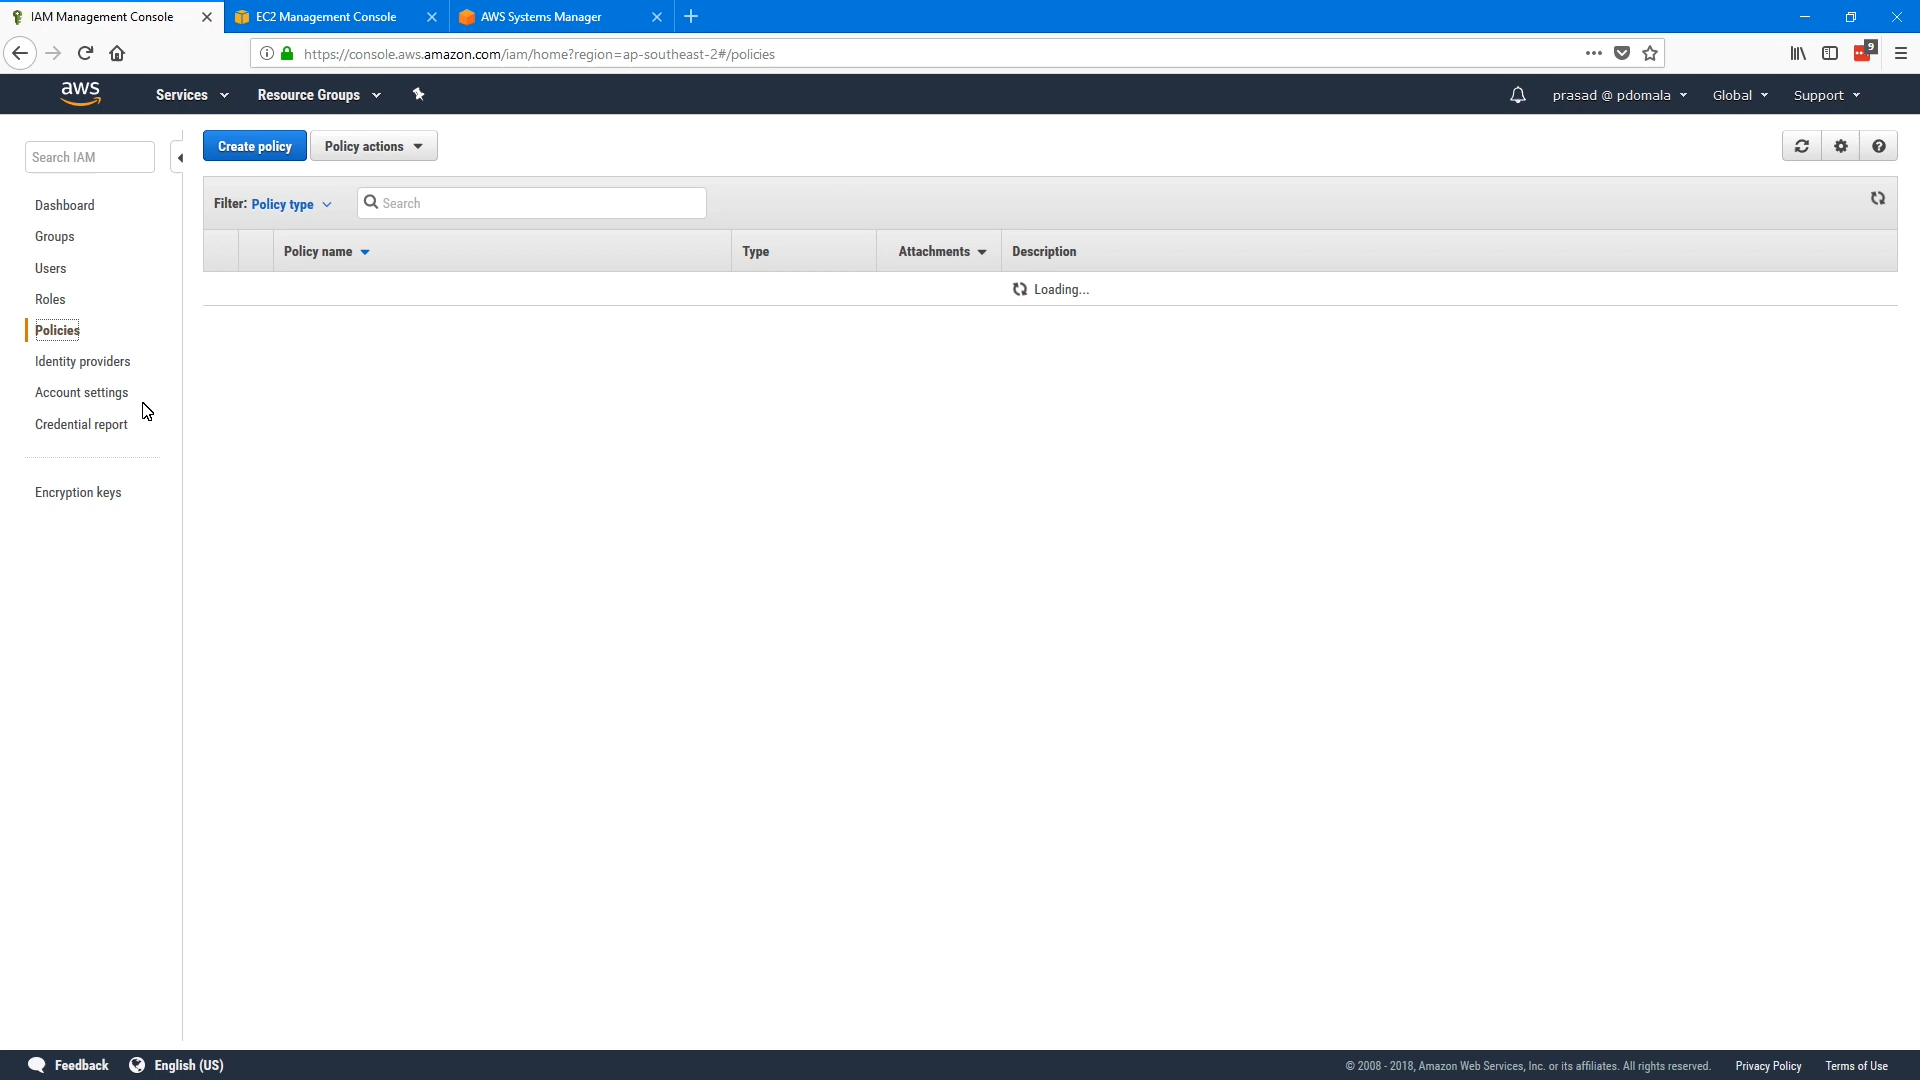 IAM Management Console
EC2 Management Console
AWS Systems Manager
https://console.aws.amazon.com/iam/home?region=ap-southeast-2#/policies
9
aws
Services
Resource Groups
prasad @ pdomala
Global
Support
Search IAM
Create policy
Policy actions
Dashboard
Groups
Users
Roles
Policies
Identity providers
Account settings
Credential report
Encryption keys
Filter: Policy type
Search
Policy name
Type
Attachments
Description
Loading...
Feedback
English (US)
© 2008 - 2018, Amazon Web Services, Inc. or its affiliates. All rights reserved.
Privacy Policy
Terms of Use